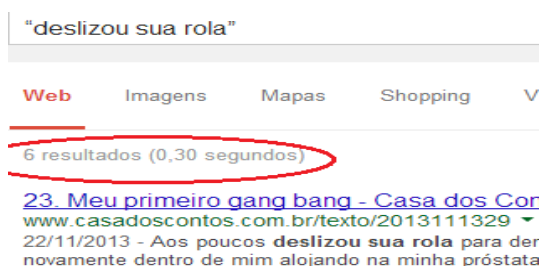 "deslizou sua rola"
Web Imagens Mapas Shopping V
6 resultados (0,30 segundos)
23. Meu primeiro gang bang - Casa dos Con
www.casadoscontos.com.br/texto/2013111329
22/11/2013 - Aos poucos deslizou sua rola para der
novamente dentro de mim alojando na minha próstata